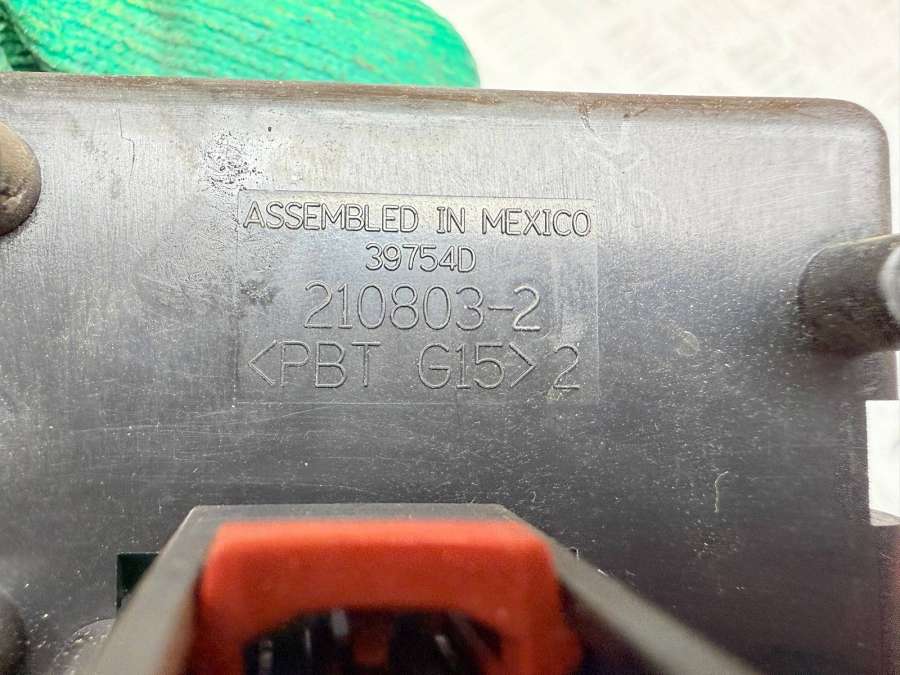 ASSEMBLED IN MEXICO
39754D
210803-2
<PBT G15>2